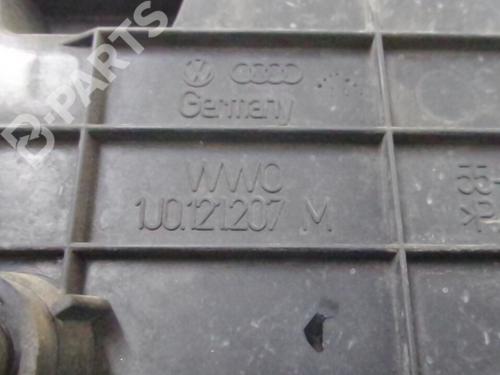 B-PARTS
Germany
WWC
1J0.121.207 M
55-
>P